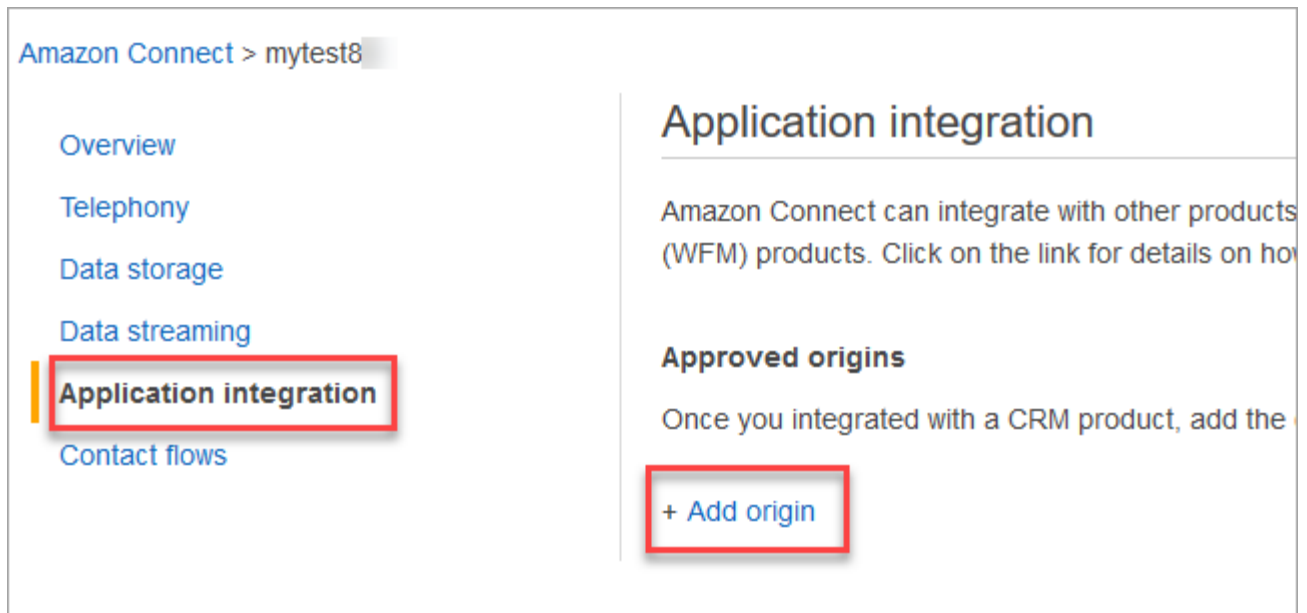 Amazon Connect > mytest8
Overview
Telephony
Data storage
Data streaming
Application integration
Contact flows
Application integration
Amazon Connect can integrate with other products
(WFM) products. Click on the link for details on how
Approved origins
Once you integrated with a CRM product, add the
+ Add origin